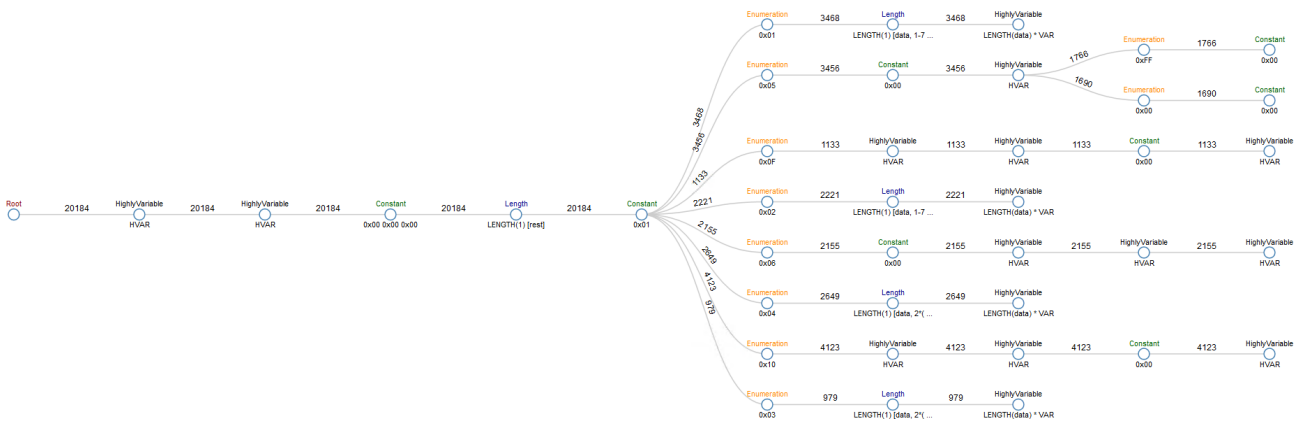 Enumeration 3468 Length 3468 HighlyVariable
0x01 LENGTH(1) [data, 1-7 ... LENGTH(data) * VAR
Enumeration 1766 Constant
0xFF 0x00
1766
Enumeration 3456 Constant 3456 HighlyVariable
0x05 0x00 HVAR
1690
Enumeration 1690 Constant
0x00 0x00
3468
3456
Enumeration 1133 HighlyVariable 1133 HighlyVariable 1133 Constant 1133 HighlyVariable
0x0F HVAR HVAR 0x00 HVAR
1133
Enumeration 2221 Length 2221 HighlyVariable
0x02 LENGTH(1) [data, 1-7 ... LENGTH(data) * VAR
2221
Root 20184 HighlyVariable 20184 HighlyVariable 20184 Constant 20184 Length 20184 Constant
HVAR HVAR 0x00 0x00 0x00 LENGTH(1) [rest] 0x01
2155
Enumeration 2155 Constant 2155 HighlyVariable 2155 HighlyVariable 2155 HighlyVariable
0x06 0x00 HVAR HVAR HVAR
2649
Enumeration 2649 Length 2649 HighlyVariable
0x04 LENGTH(1) [data, 2*( ... LENGTH(data) * VAR
4123
979
Enumeration 4123 HighlyVariable 4123 HighlyVariable 4123 Constant 4123 HighlyVariable
0x10 HVAR HVAR 0x00 HVAR
Enumeration 979 Length 979 HighlyVariable
0x03 LENGTH(1) [data, 2*( ... LENGTH(data) * VAR